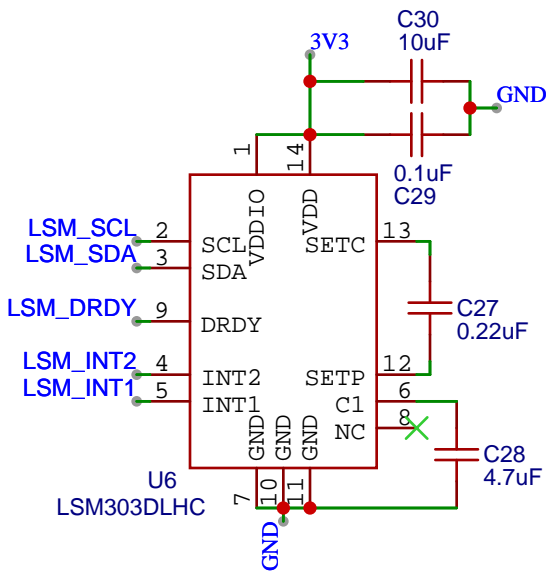 C30
10uF
3V3
GND
0.1uF
C29
1
14
VDDIO
VDD
LSM_SCL
2
SCL
SETC
13
LSM_SDA
3
SDA
LSM_DRDY
9
DRDY
C27
0.22uF
LSM_INT2
4
INT2
SETP
12
LSM_INT1
5
INT1
C1
6
NC
8
GND
GND
GND
C28
4.7uF
U6
LSM303DLHC
7
10
11
GND